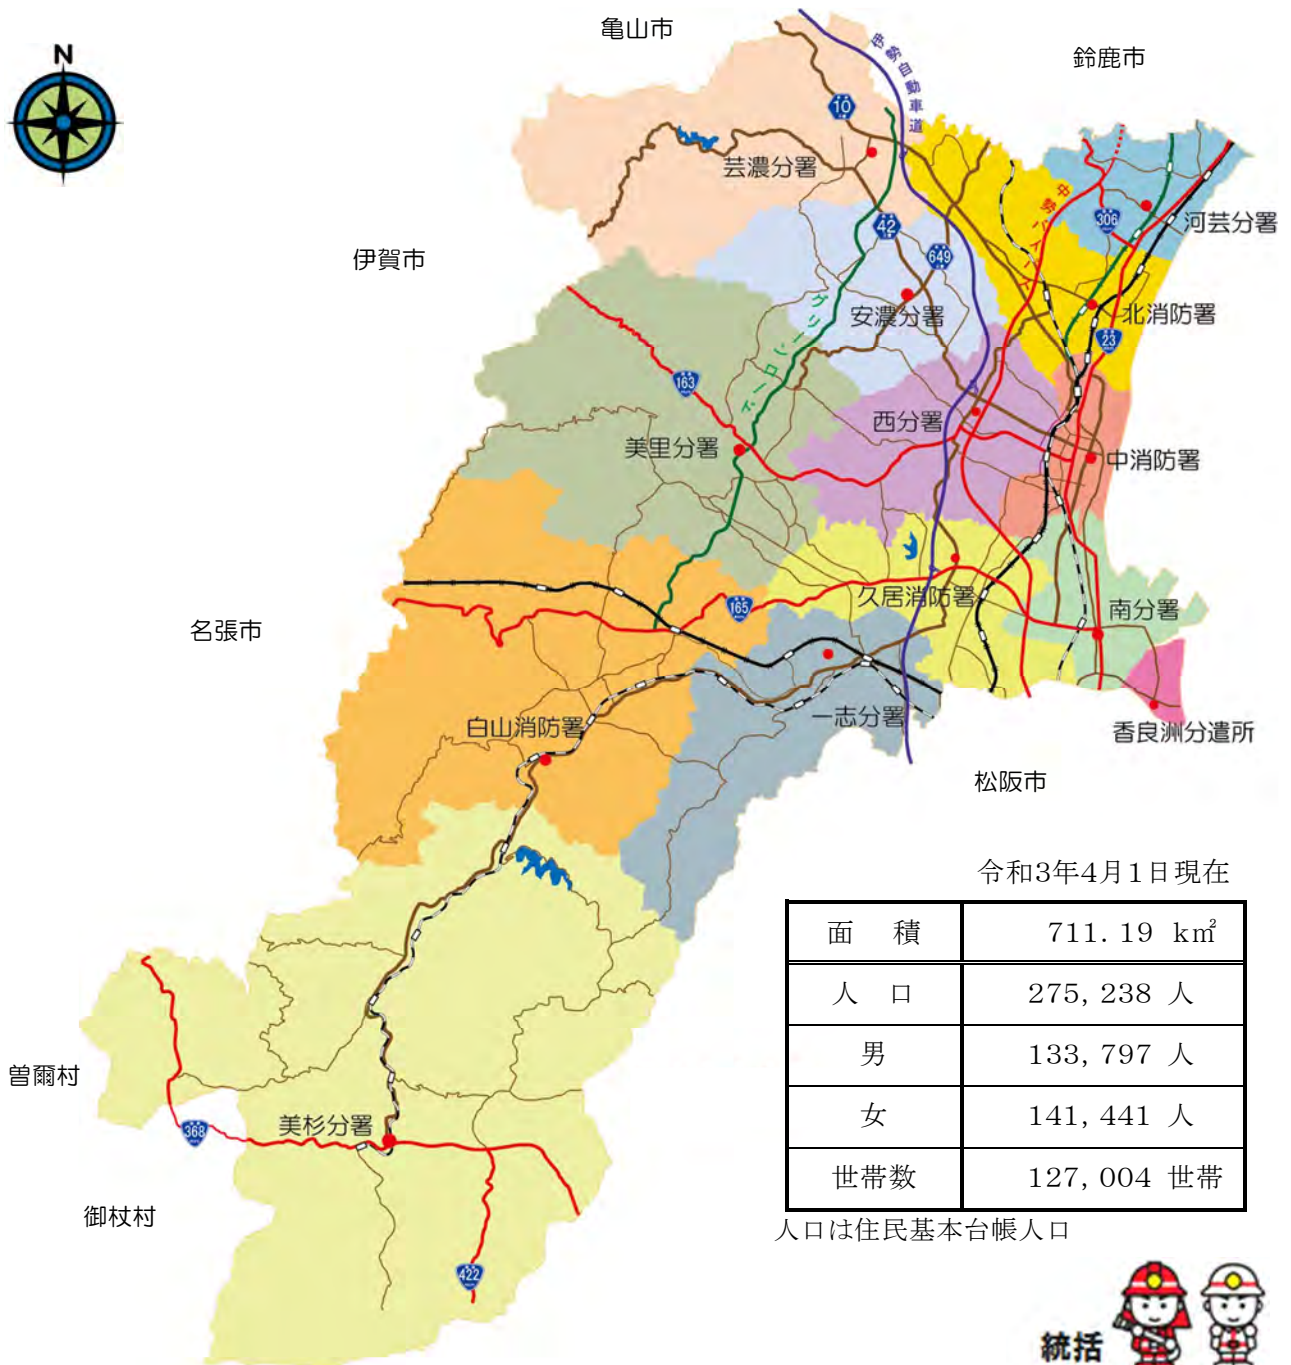 亀山市
鈴鹿市
N
伊勢自動車道
10
芸濃分署
中勢バイパス
306
河芸分署
42
伊賀市
649
グリーンロード
安濃分署
北消防署
23
163
西分署
美里分署
中消防署
久居消防署
165
南分署
名張市
一志分署
白山消防署
香良洲分遣所
松阪市
令和3年4月1日現在
面 積 711.19 k㎡
人 口 275,238 人
男 133,797 人
女 141,441 人
世帯数 127,004 世帯
人口は住民基本台帳人口
曽爾村
368
美杉分署
御杖村
422
統括